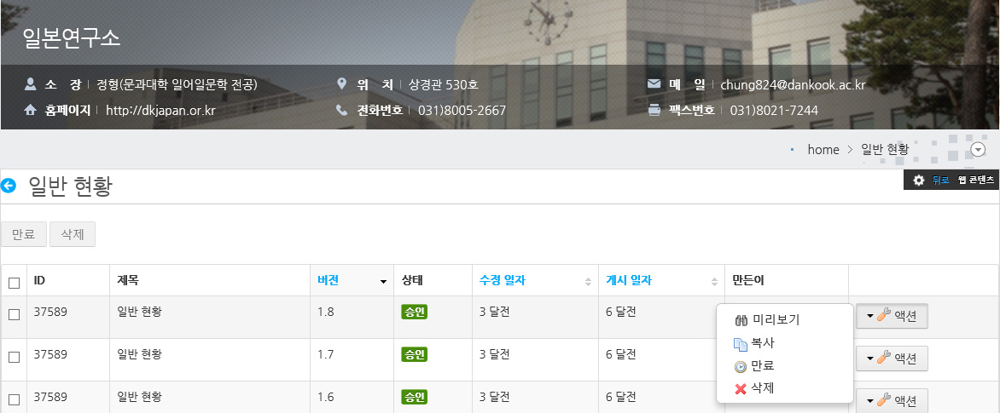 일본연구소
소 장 정형(문과대학 일어일문학 전공) 위 치 상경관 530호 메 일 chung824@dankook.ac.kr
홈페이지 http://dkjapan.or.kr 전화번호 031)8005-2667 팩스번호 031)8021-7244
home > 일반 현황
일반 현황 뒤로 웹 콘텐츠
만료 삭제
ID 제목 버젼 상태 수정 일자 게시 일자 만든이
37589 일반 현황 1.8 승인 3 달전 6 달전 액션
미리보기
복사
37589 일반 현황 1.7 승인 3 달전 6 달전 액션
만료
삭제
37589 일반 현황 1.6 승인 3 달전 6 달전 액션